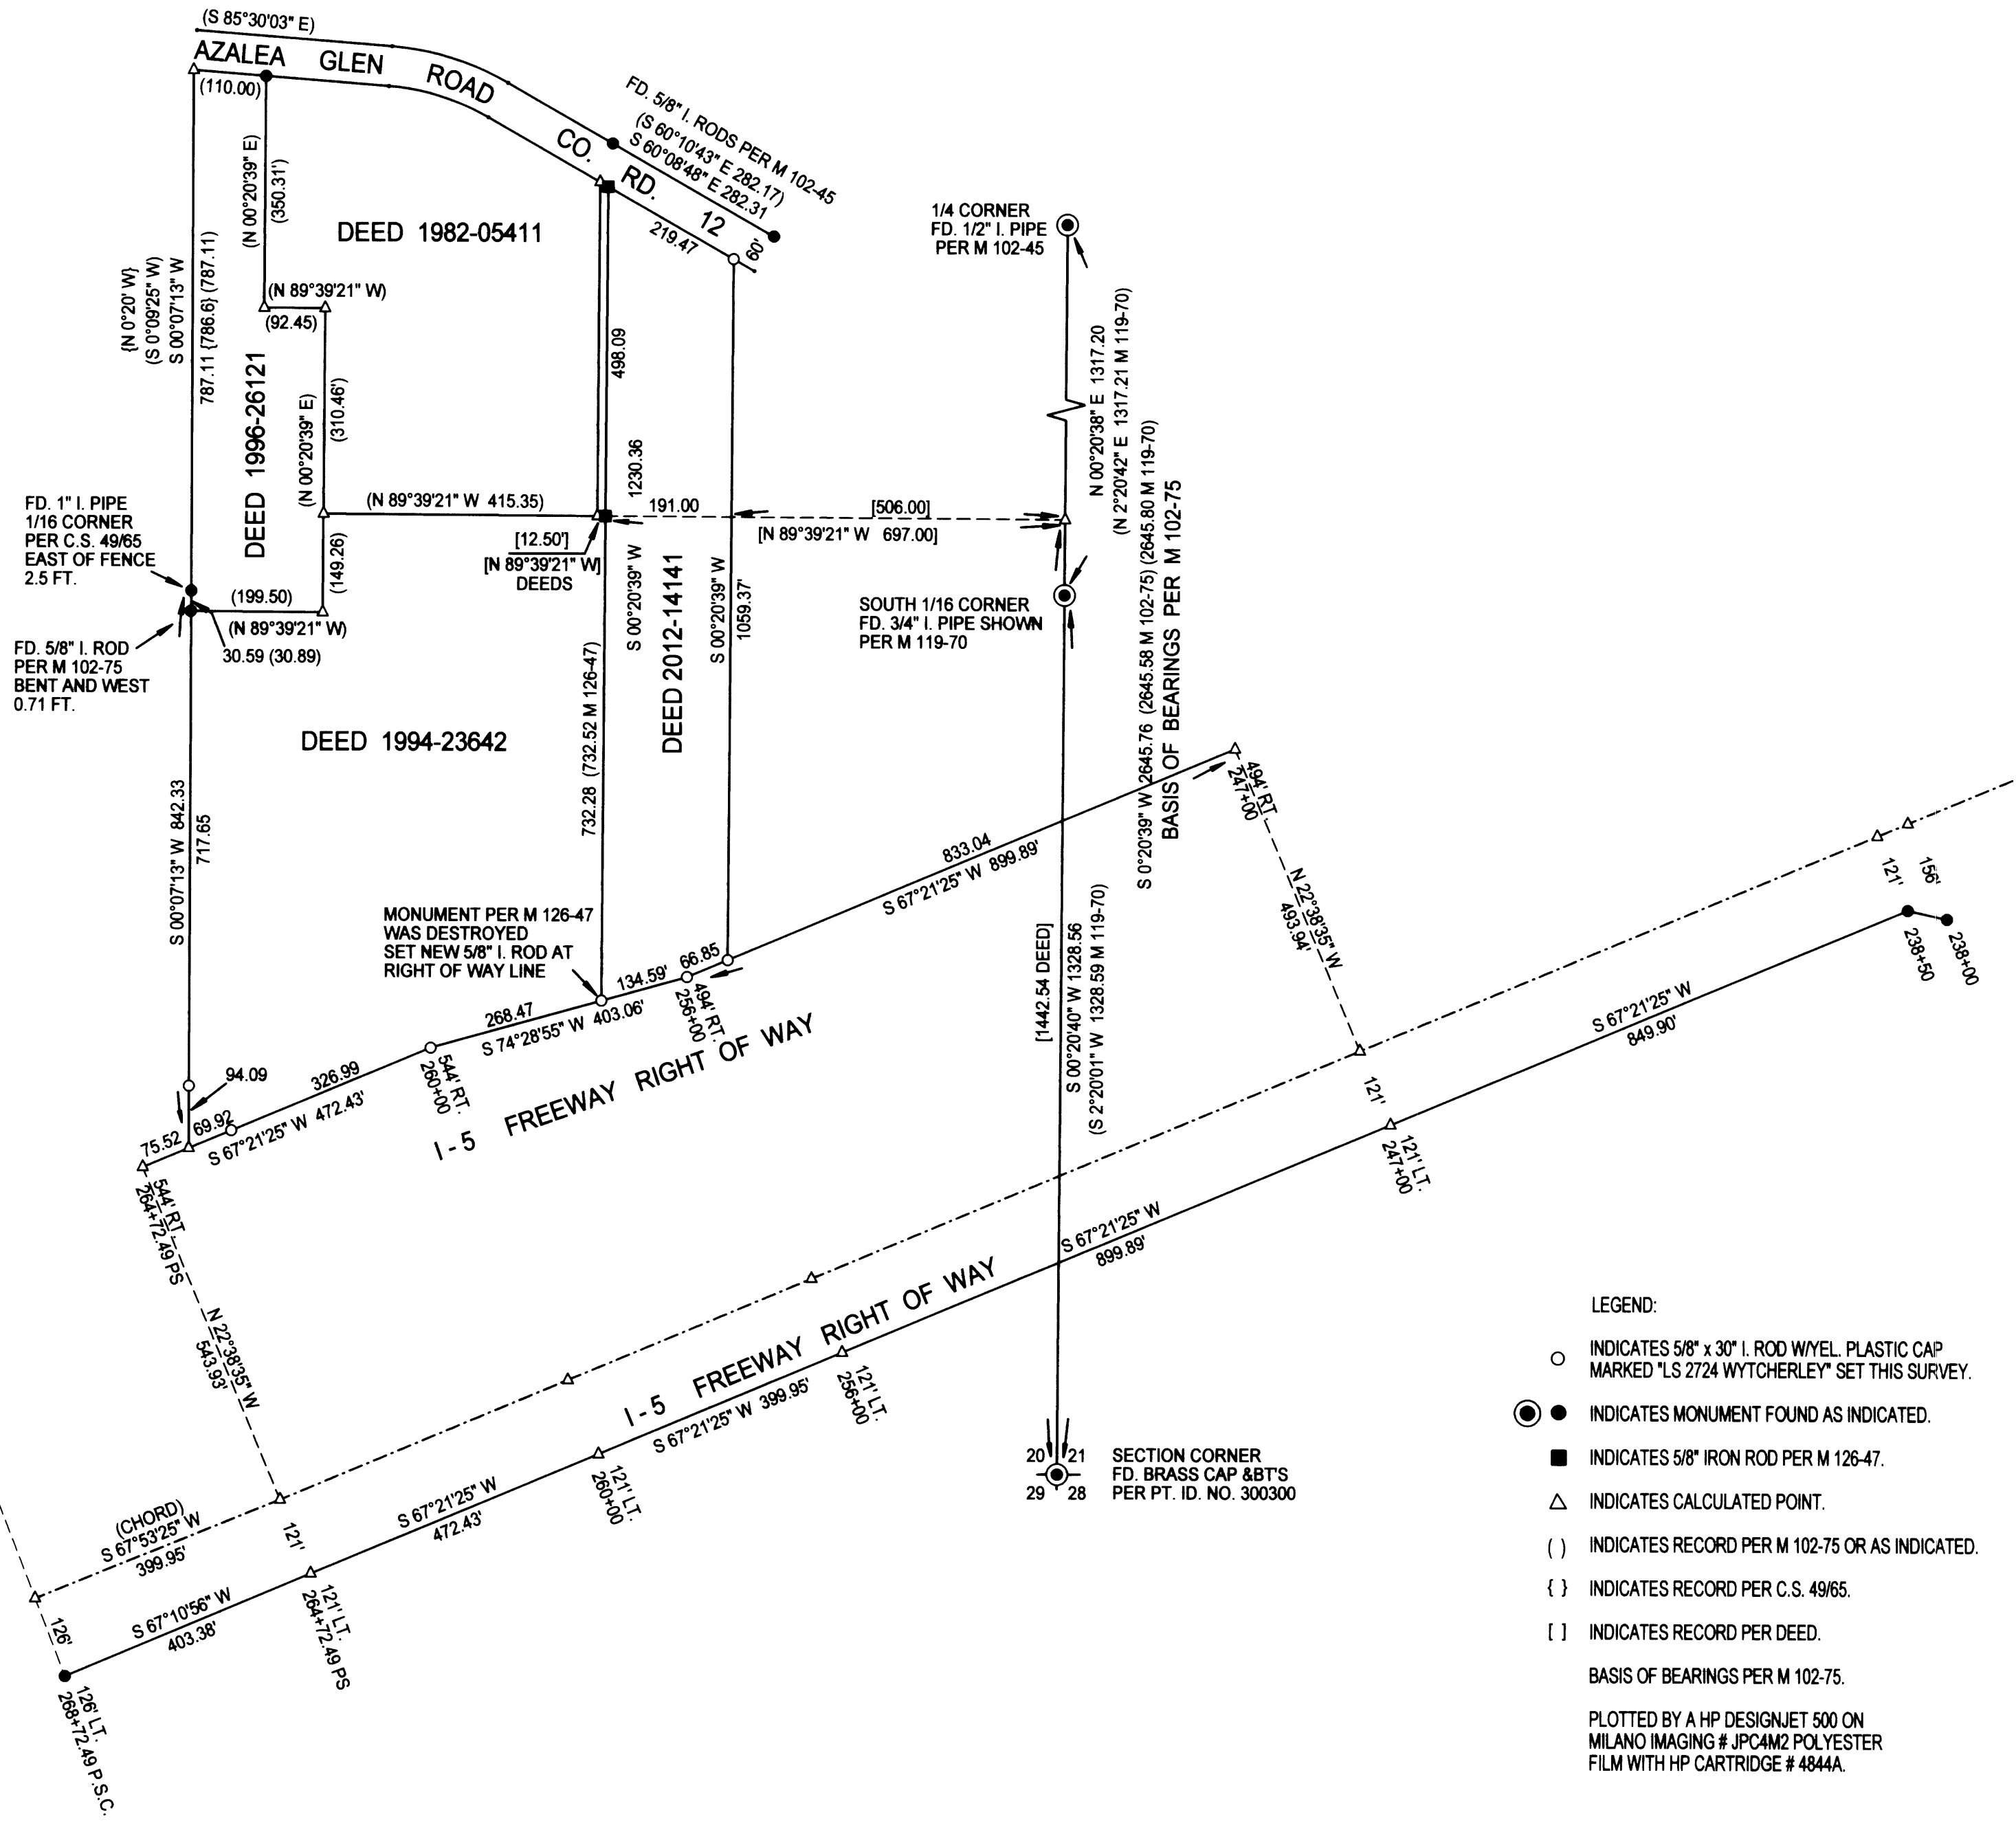 (S 85°30'03" E)
AZALEA GLEN ROAD CO. RD. 12
(110.00)
FD. 5/8" I. RODS PER M 102-45
(S 60°10'43" E 282.17)
S 60°08'48" E 282.31
219.47
60'
(N 00°20'39" E)
(350.31')
DEED 1982-05411
1/4 CORNER
FD. 1/2" I. PIPE
PER M 102-45
{N 0°20' W}
(S 0°09'25" W)
S 00°07'13" W
787.11 {786.6} (787.11)
(N 89°39'21" W)
(92.45)
DEED 1996-26121
(N 00°20'39" E)
(310.46')
498.09
1230.36
N 00°20'38" E 1317.20
(N 2°20'42" E 1317.21 M 119-70)
S 0°20'39" W 2645.76 (2645.58 M 102-75) (2645.80 M 119-70)
BASIS OF BEARINGS PER M 102-75
FD. 1" I. PIPE
1/16 CORNER
PER C.S. 49/65
EAST OF FENCE
2.5 FT.
(N 89°39'21" W 415.35)
191.00
[506.00]
[N 89°39'21" W 697.00]
[12.50']
[N 89°39'21" W]
DEEDS
(149.26)
(199.50)
(N 89°39'21" W)
30.59 (30.89)
FD. 5/8" I. ROD
PER M 102-75
BENT AND WEST
0.71 FT.
S 00°20'39" W
DEED 2012-14141
S 00°20'39" W
1059.37'
732.28 (732.52 M 126-47)
SOUTH 1/16 CORNER
FD. 3/4" I. PIPE SHOWN
PER M 119-70
DEED 1994-23642
S 00°07'13" W 842.33
717.65
MONUMENT PER M 126-47
WAS DESTROYED
SET NEW 5/8" I. ROD AT
RIGHT OF WAY LINE
833.04
S 67°21'25" W 899.89'
494' RT.
247+00
N 22°38'35" W
493.94'
[1442.54 DEED]
S 00°20'40" W 1328.56
(S 2°20'01" W 1328.59 M 119-70)
66.85
134.59'
494' RT.
256+00
268.47
S 74°28'55" W 403.06'
544' RT.
260+00
326.99
S 67°21'25" W 472.43'
94.09
69.92
75.52
I - 5 FREEWAY RIGHT OF WAY
544' RT.
264+72.49 PS
N 22°38'35" W
543.93'
121'
156'
238+50
238+00
S 67°21'25" W
849.90'
121'
121' LT.
247+00
S 67°21'25" W
899.89'
I - 5 FREEWAY RIGHT OF WAY
121' LT.
256+00
S 67°21'25" W 399.95'
121' LT.
260+00
S 67°21'25" W
472.43'
121'
121' LT.
264+72.49 PS
(CHORD)
S 67°53'25" W
399.95'
S 67°10'56" W
403.38'
126'
126' LT.
268+72.49 P.S.C.
20 21
29 28
SECTION CORNER
FD. BRASS CAP &BT'S
PER PT. ID. NO. 300300
LEGEND:
INDICATES 5/8" x 30" I. ROD W/YEL. PLASTIC CAP
MARKED "LS 2724 WYTCHERLEY" SET THIS SURVEY.
INDICATES MONUMENT FOUND AS INDICATED.
INDICATES 5/8" IRON ROD PER M 126-47.
INDICATES CALCULATED POINT.
( ) INDICATES RECORD PER M 102-75 OR AS INDICATED.
{ } INDICATES RECORD PER C.S. 49/65.
[ ] INDICATES RECORD PER DEED.
BASIS OF BEARINGS PER M 102-75.
PLOTTED BY A HP DESIGNJET 500 ON
MILANO IMAGING # JPC4M2 POLYESTER
FILM WITH HP CARTRIDGE # 4844A.